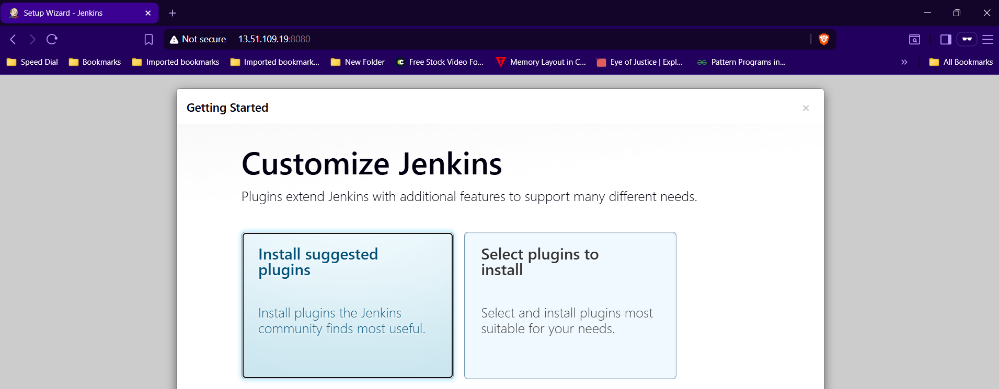 Setup Wizard - Jenkins
Not secure 13.51.109.19:8080
Speed Dial Bookmarks Imported bookmarks Imported bookmark... New Folder Free Stock Video Fo... Memory Layout in C... Eye of Justice | Expl... Pattern Programs in... All Bookmarks
Getting Started
Customize Jenkins
Plugins extend Jenkins with additional features to support many different needs.
Install suggested
plugins
Install plugins the Jenkins
community finds most useful.
Select plugins to
install
Select and install plugins most
suitable for your needs.